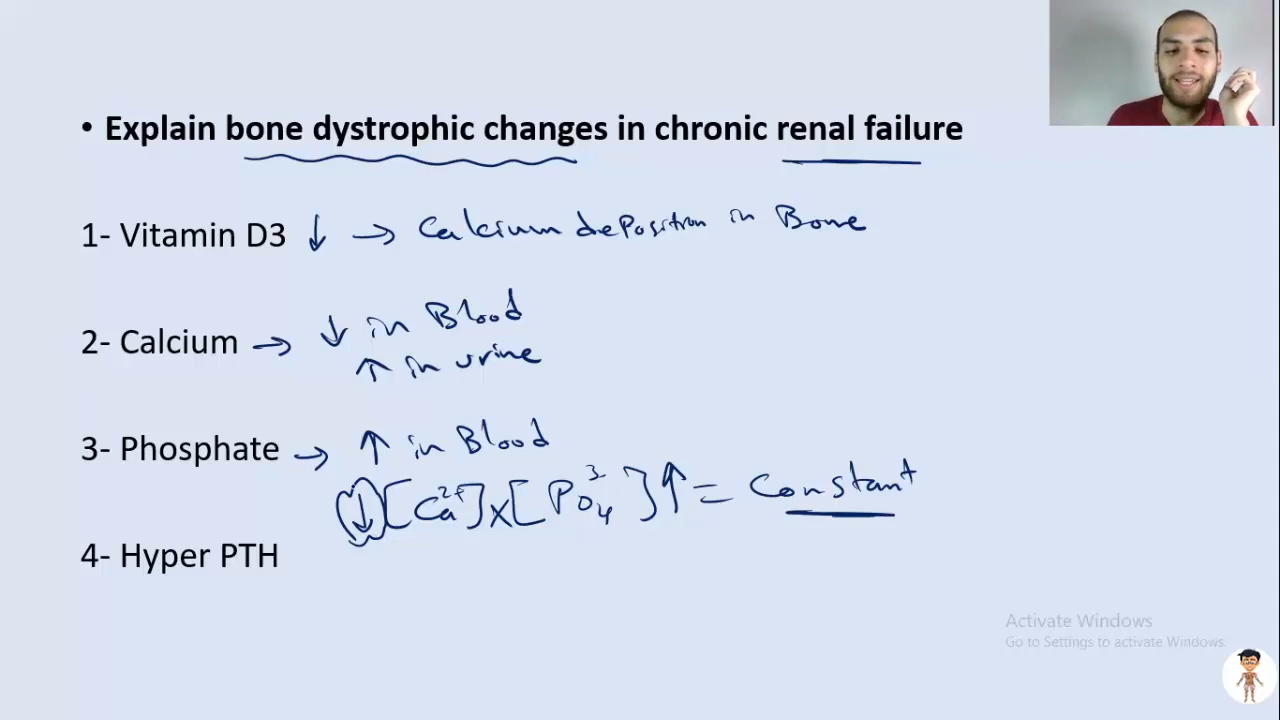 • Explain bone dystrophic changes in chronic renal failure
1- Vitamin D3 ↓ → Calcium deposition in Bone
2- Calcium → ↓ in Blood
↑ in urine
3- Phosphate → ↑ in Blood
↓ [Ca2+] x [PO4 3] ↑ = Constant
4- Hyper PTH
Activate Windows
Go to Settings to activate Windows.